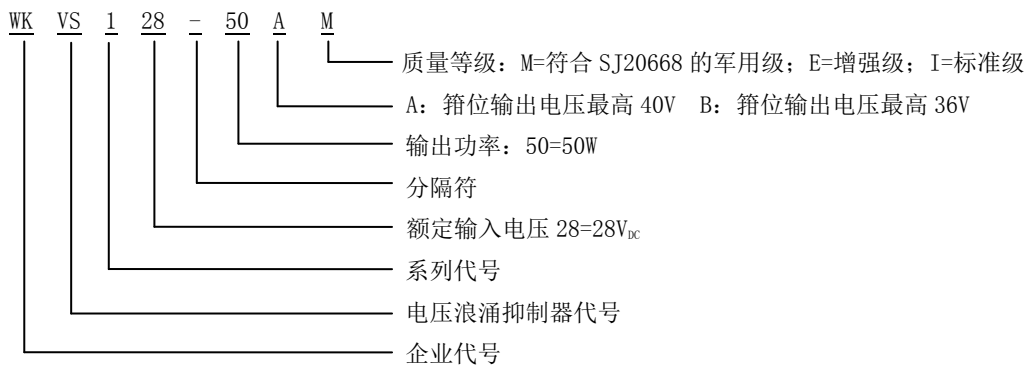 WK VS 1 28 - 50 A M
质量等级：M=符合 SJ20668 的军用级；E=增强级；I=标准级
A：箝位输出电压最高 40V B：箝位输出电压最高 36V
输出功率：50=50W
分隔符
额定输入电压 28=28VDC
系列代号
电压浪涌抑制器代号
企业代号